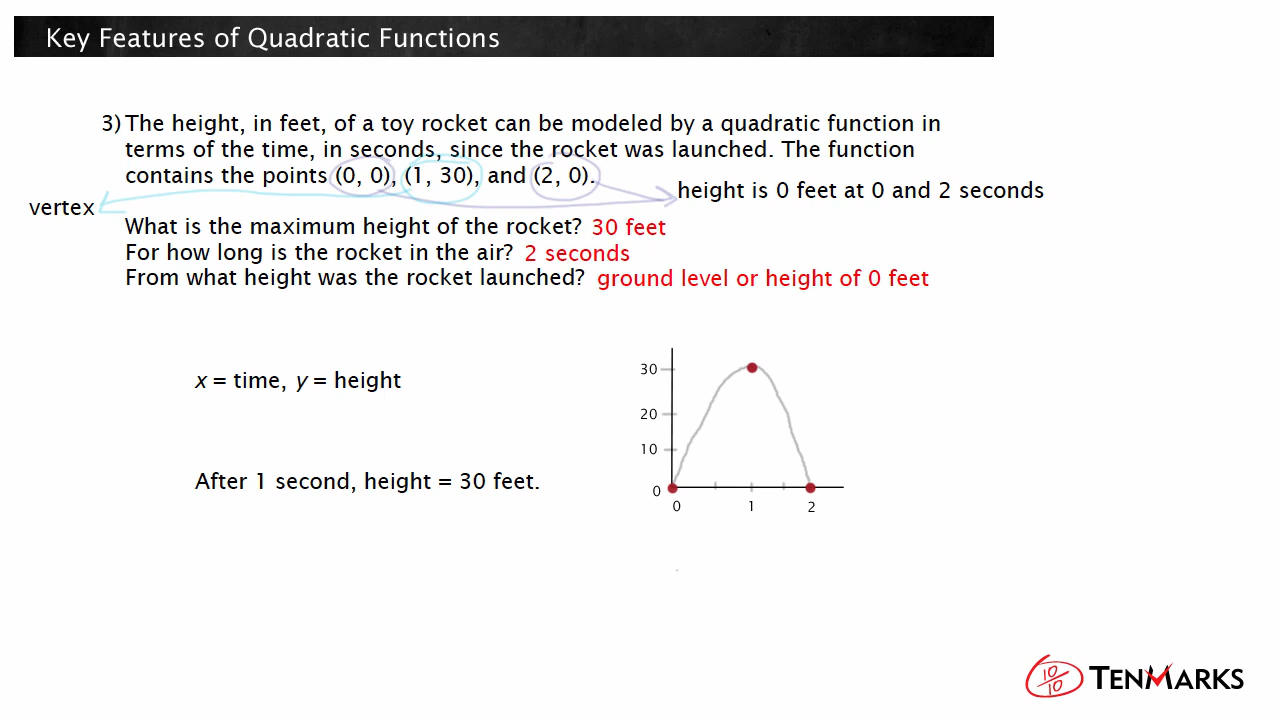 Key Features of Quadratic Functions
3) The height, in feet, of a toy rocket can be modeled by a quadratic function in
terms of the time, in seconds, since the rocket was launched. The function
contains the points (0, 0), (1, 30), and (2, 0).
height is 0 feet at 0 and 2 seconds
vertex
What is the maximum height of the rocket? 30 feet
For how long is the rocket in the air? 2 seconds
From what height was the rocket launched? ground level or height of 0 feet
x = time, y = height
After 1 second, height = 30 feet.
30
20
10
0
0 1 2
10/10 TENMARKS